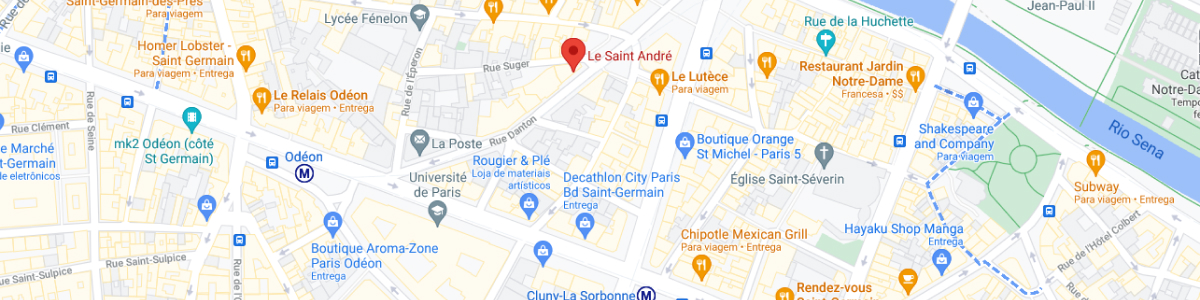 Saint-Germain-des-Prés
Para viagem
Lycée Fénelon
Rue de la Huchette
Jean-Paul II
Homer Lobster -
Saint Germain
Para viagem • Entrega
Rue de l'Éperon
Rue Suger
Le Saint André
Le Lutèce
Para viagem
Restaurant Jardin
Notre-Dame
Francesa • $$
Cat
Notre-Da
Tempo
fe
Rue de Seine
Le Relais Odéon
Para viagem • Entrega
Rue Clément
mk2 Odéon (côté
St Germain)
Rue Danton
La Poste
Boutique Orange
St Michel - Paris 5
Shakespeare
and Company
Para viagem
Rio Sena
e Marché
t-Germain
de eletrônicos
Odéon
M
Université
de Paris
Rougier & Plé
Loja de materiais
artísticos
Decathlon City Paris
Bd Saint-Germain
Entrega
Église Saint-Séverin
Subway
Para viagem • Entrega
Rue de l'Hôtel Colbert
Boutique Aroma-Zone
Paris Odéon
Entrega
Chipotle Mexican Grill
Para viagem • Entrega
Hayaku Shop Manga
Entrega
Rue Saint-Sulpice
Rue Saint-Sulpice
Rue de l'O
Cluny-La Sorbonne
M
Rendez-vous
Saint Germain